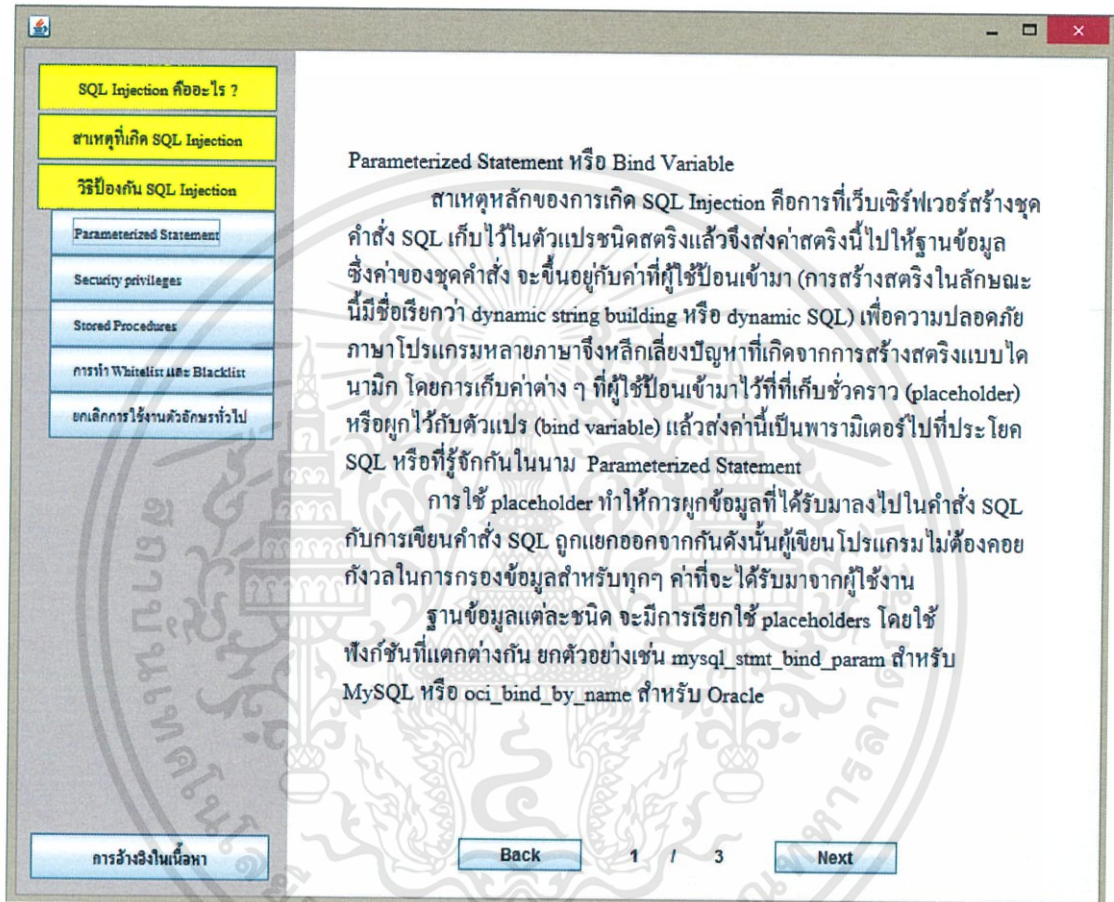 SQL Injection คืออะไร ?
สาเหตุที่เกิด SQL Injection
วิธีป้องกัน SQL Injection
Parameterized Statement
Security privileges
Stored Procedures
การทำ Whitelist และ Blacklist
ยกเลิกการใช้งานตัวอักษรทั่วไป
การอ้างอิงในเนื้อหา
Parameterized Statement หรือ Bind Variable
สาเหตุหลักของการเกิด SQL Injection คือการที่เว็บเซิร์ฟเวอร์สร้างชุด
คำสั่ง SQL เก็บไว้ในตัวแปรชนิดสตริงแล้วจึงส่งค่าสตริงนี้ไปให้ฐานข้อมูล
ซึ่งค่าของชุดคำสั่ง จะขึ้นอยู่กับค่าที่ผู้ใช้ป้อนเข้ามา (การสร้างสตริงในลักษณะ
นี้มีชื่อเรียกว่า dynamic string building หรือ dynamic SQL) เพื่อความปลอดภัย
ภาษาโปรแกรมหลายภาษาจึงหลีกเลี่ยงปัญหาที่เกิดจากการสร้างสตริงแบบได
นามิก โดยการเก็บค่าต่าง ๆ ที่ผู้ใช้ป้อนเข้ามาไว้ที่ที่เก็บชั่วคราว (placeholder)
หรือผูกไว้กับตัวแปร (bind variable) แล้วส่งค่านี้เป็นพารามิเตอร์ไปที่ประโยค
SQL หรือที่รู้จักกันในนาม Parameterized Statement
การใช้ placeholder ทำให้การผูกข้อมูลที่ได้รับมาลงไปในคำสั่ง SQL
กับการเขียนคำสั่ง SQL ถูกแยกออกจากกันดังนั้นผู้เขียนโปรแกรมไม่ต้องคอย
กังวลในการกรองข้อมูลสำหรับทุกๆ ค่าที่จะได้รับมาจากผู้ใช้งาน
ฐานข้อมูลแต่ละชนิด จะมีการเรียกใช้ placeholders โดยใช้
ฟังก์ชันที่แตกต่างกัน ยกตัวอย่างเช่น mysql_stmt_bind_param สำหรับ
MySQL หรือ oci_bind_by_name สำหรับ Oracle
Back 1 / 3 Next